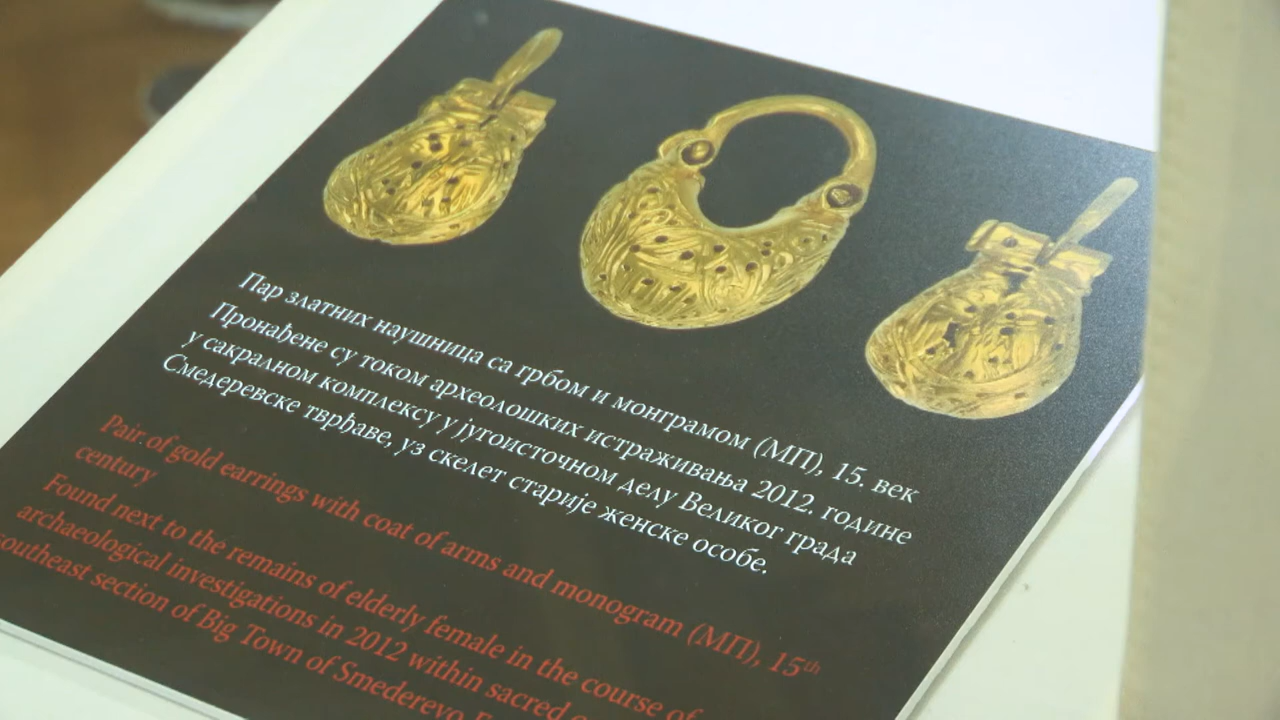 Пар златних наушница са грбом и монграмом (МП), 15. век
Пронађене су током археолошких истраживања 2012. године
у сакралном комплексу у југоисточном делу Великог града
Смедеревске тврђаве, уз скелет старије женске особе.
Pair of gold earrings with coat of arms and monogram (МП), 15th
century
Found next to the remains of elderly female in the course of
archaeological investigations in 2012 within sacred
southeast section of Big Town of Smederevo